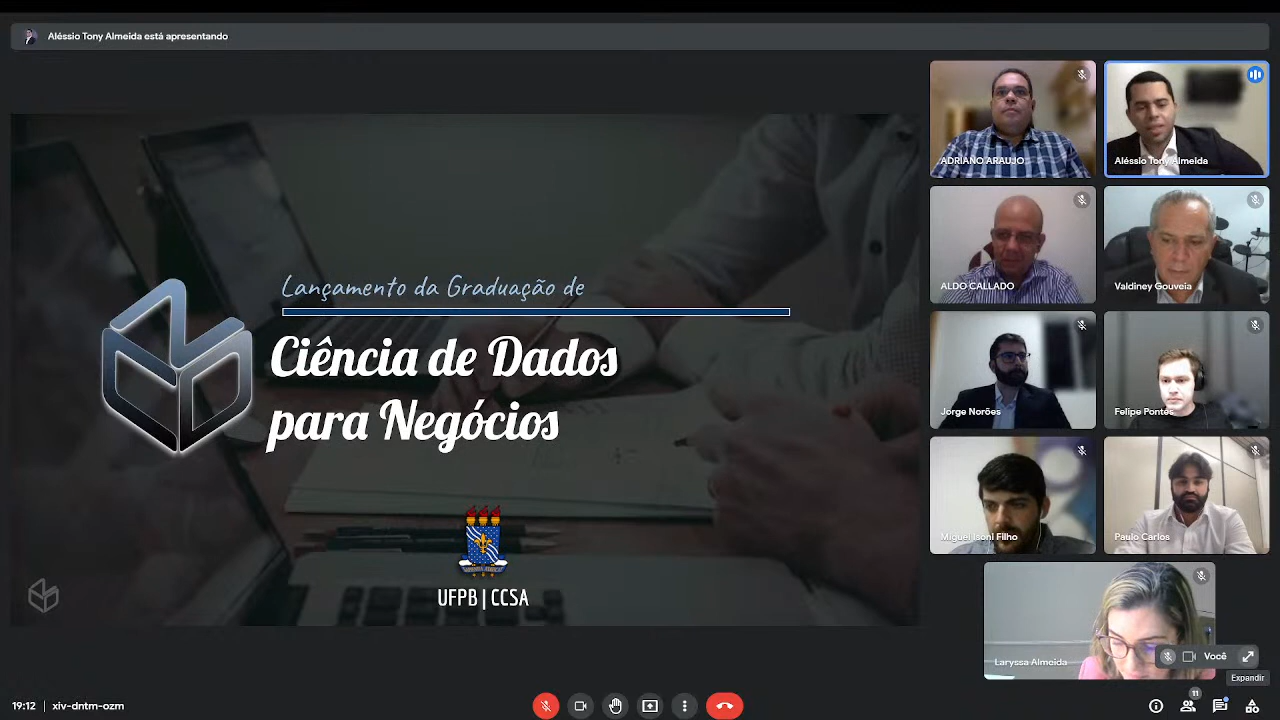 Aléssio Tony Almeida está apresentando
Lançamento da Graduação de
Ciência de Dados
para Negócios
UFPB | CCSA
ADRIANO ARAUJO
Aléssio Tony Almeida
ALDO CALLADO
Valdiney Gouveia
Jorge Norões
Felipe Pontes
Miguel Isoni Filho
Paulo Carlos
Laryssa Almeida
Você
Expandir
19:12 | xiv-dntm-ozm
11